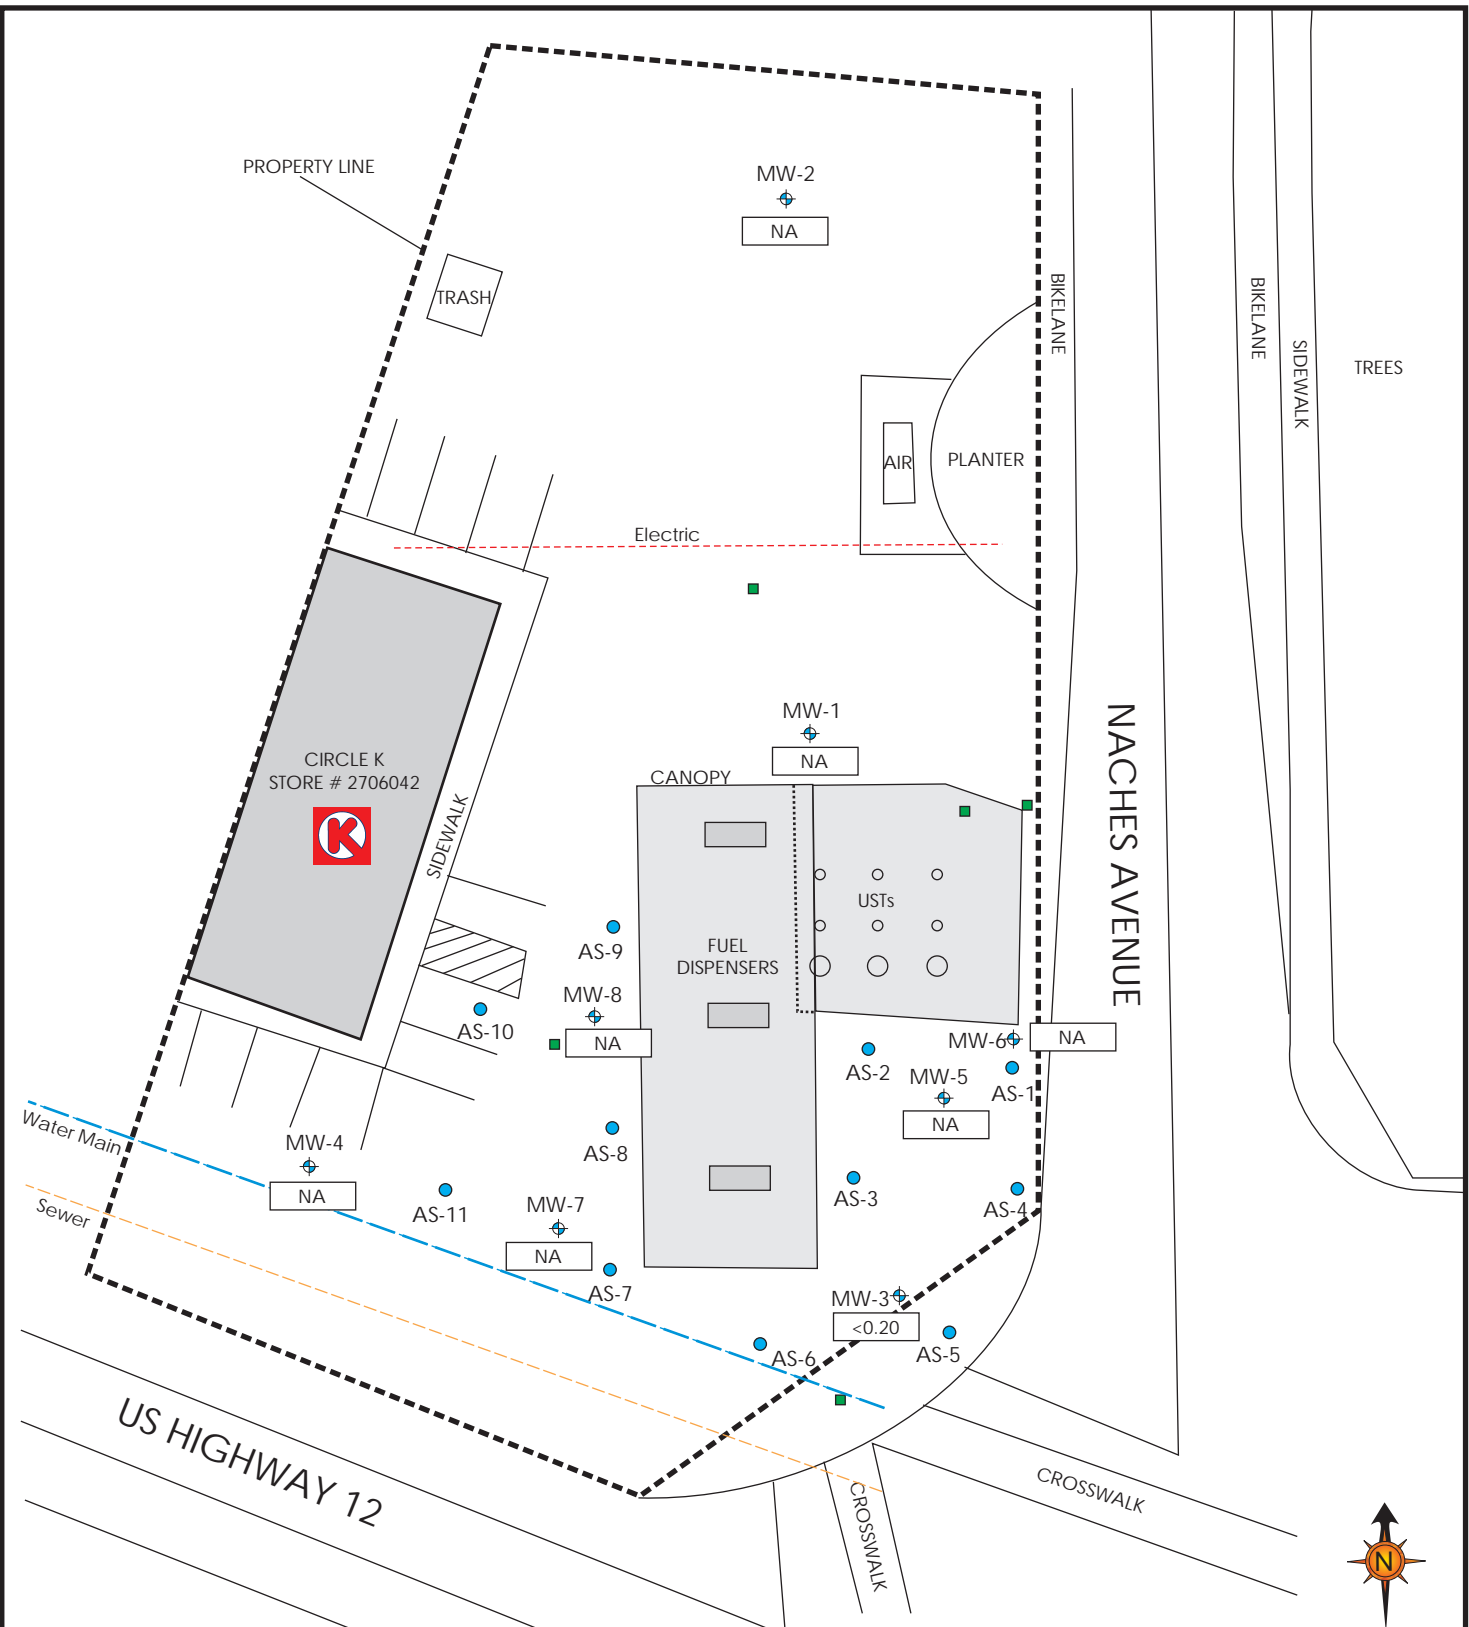 MW-2
PROPERTY LINE
NA
TRASH
BIKELANE
BIKELANE
SIDEWALK
TREES
AIR
PLANTER
Electric
MW-1
NACHES AVENUE
NA
CIRCLE K
STORE # 2706042
CANOPY
K
SIDEWALK
USTs
FUEL
DISPENSERS
AS-9
MW-8
AS-10
NA
MW-6
NA
AS-2
MW-5
AS-1
NA
Water Main
MW-4
AS-8
NA
AS-3
Sewer
AS-11
MW-7
AS-4
NA
AS-7
MW-3
<0.20
AS-6
AS-5
US HIGHWAY 12
CROSSWALK
CROSSWALK
N